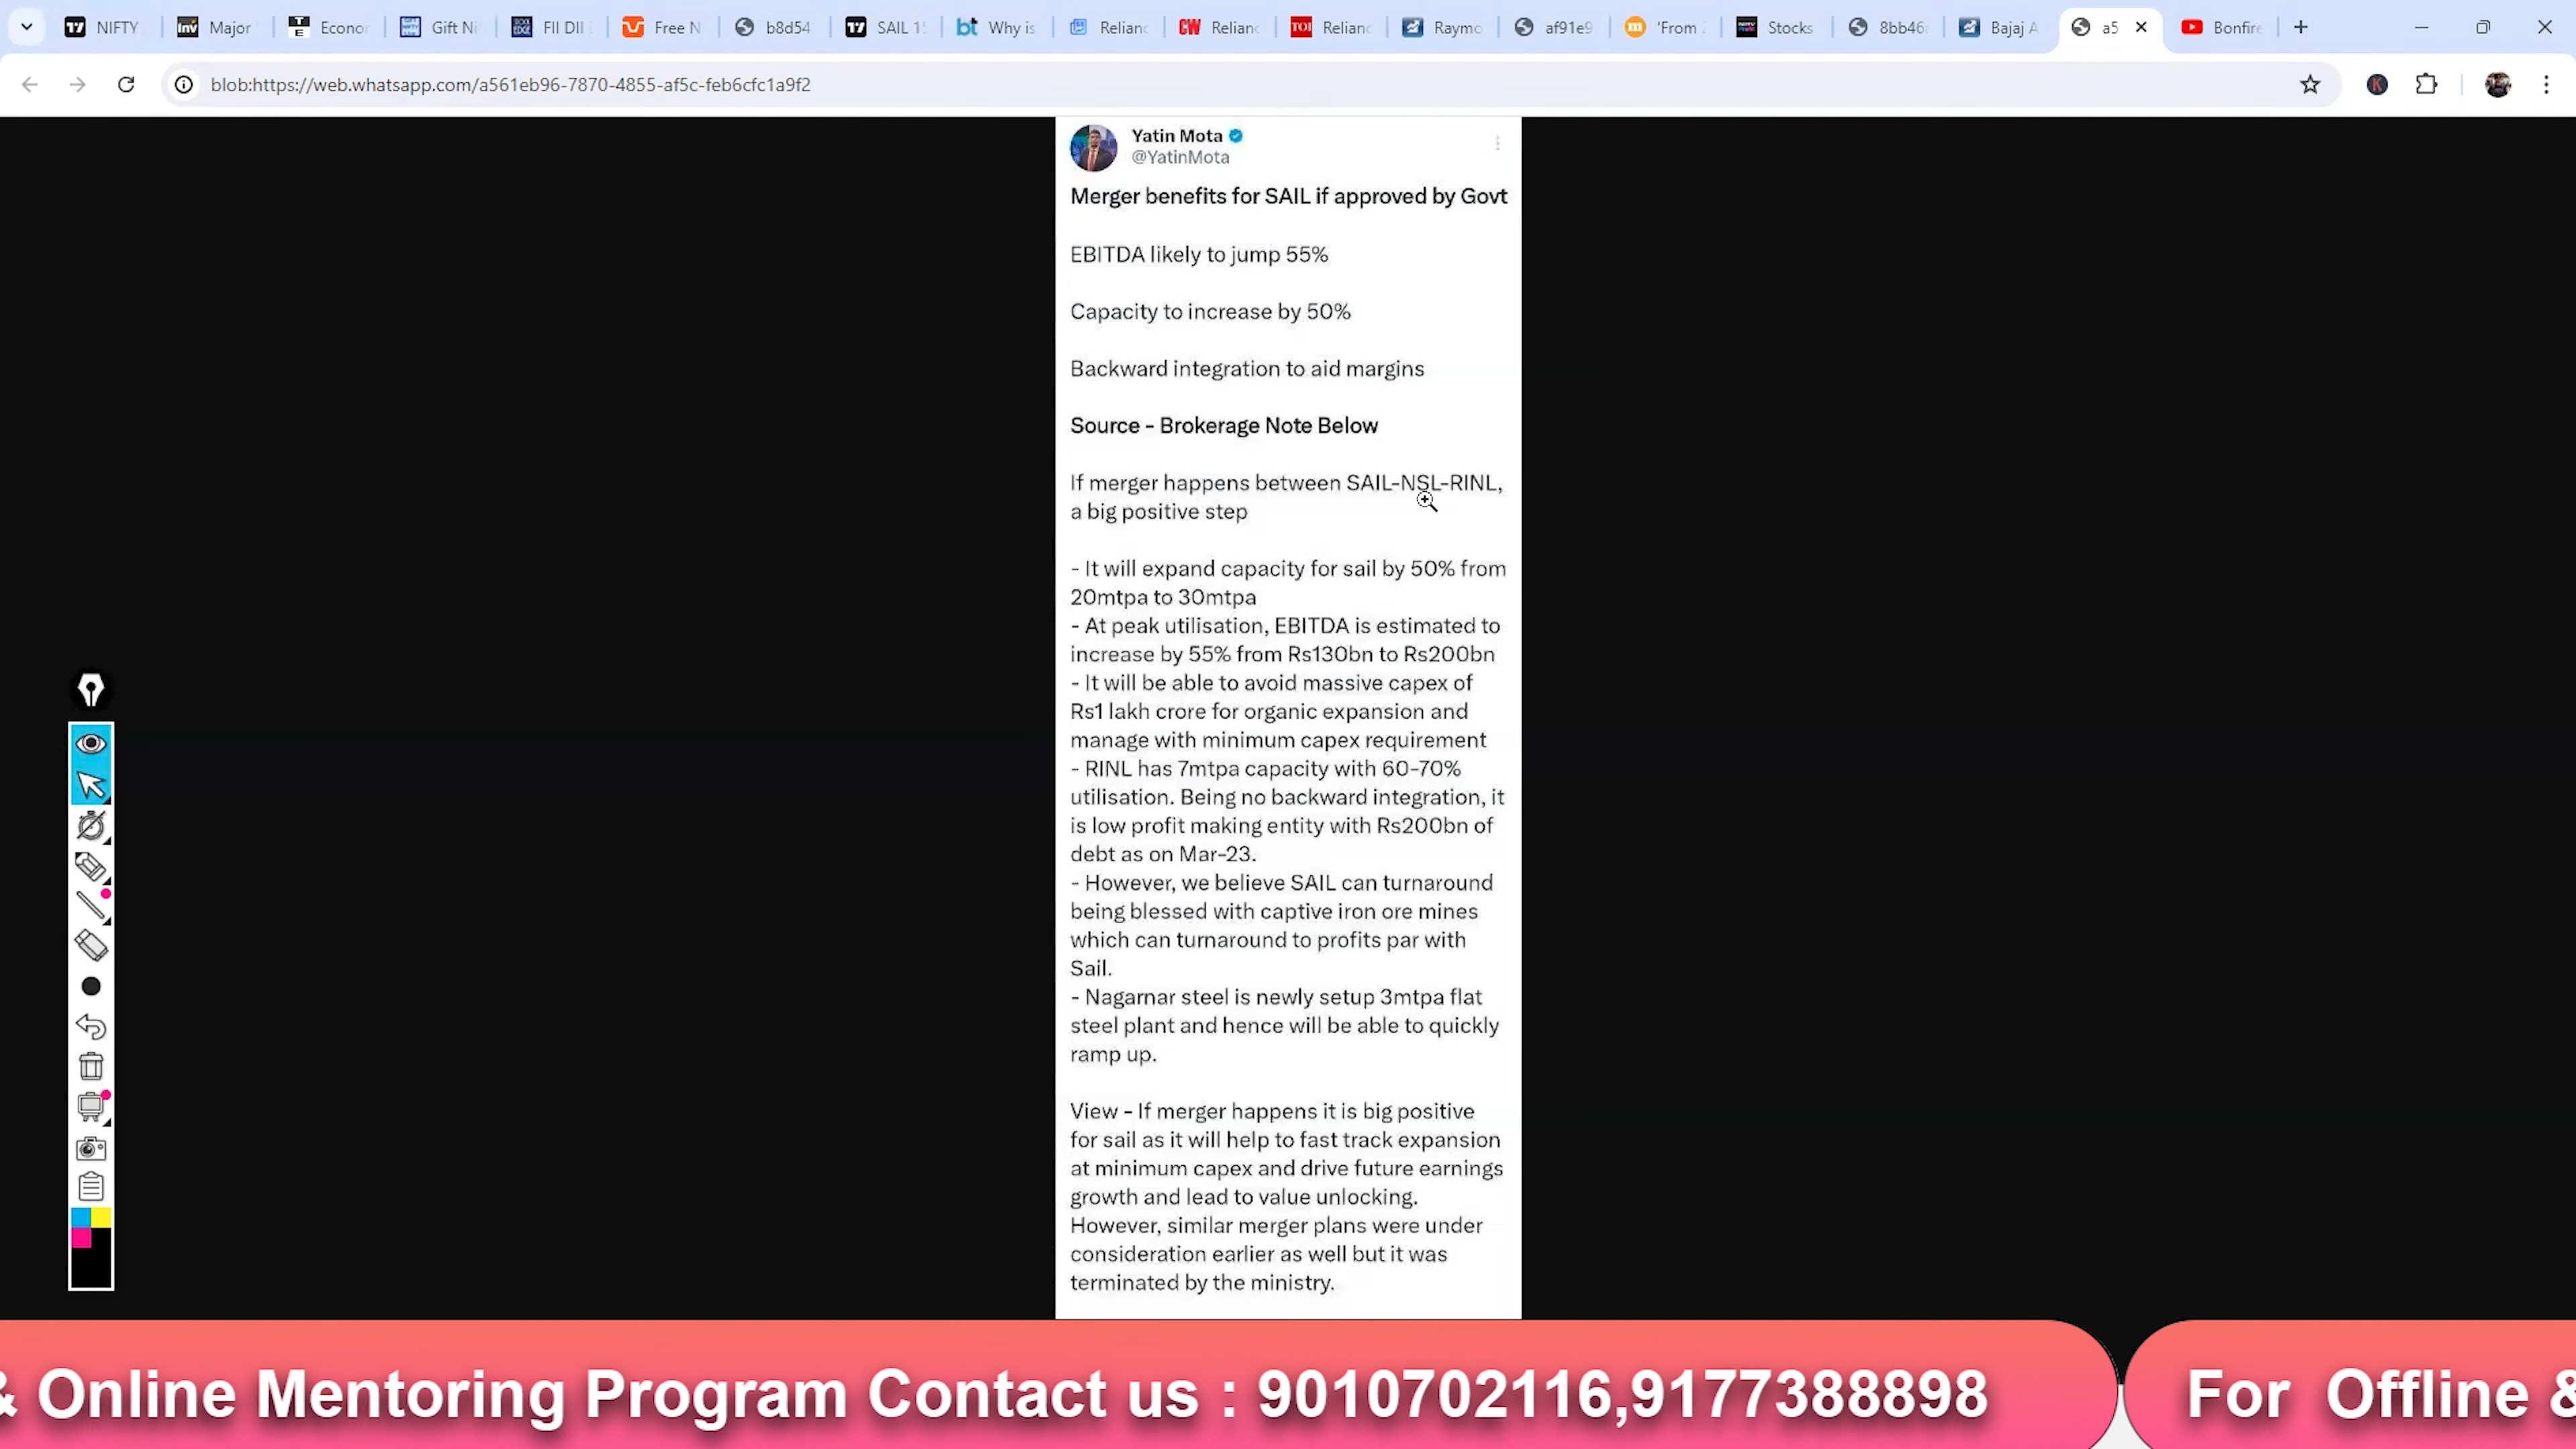 NIFTY
Major
Econor
Gift Ni
FII DII
Free N
b8d54
SAIL 1
Why is
Relianc
Relianc
Relianc
Raymo
af91e9
'From
Stocks
8bb46
Bajaj A
a5
Bonfire
blob:https://web.whatsapp.com/a561eb96-7870-4855-af5c-feb6cfc1a9f2
Yatin Mota
@YatinMota
Merger benefits for SAIL if approved by Govt
EBITDA likely to jump 55%
Capacity to increase by 50%
Backward integration to aid margins
Source - Brokerage Note Below
If merger happens between SAIL-NSL-RINL,
a big positive step
- It will expand capacity for sail by 50% from
20mtpa to 30mtpa
- At peak utilisation, EBITDA is estimated to
increase by 55% from Rs130bn to Rs200bn
- It will be able to avoid massive capex of
Rs1 lakh crore for organic expansion and
manage with minimum capex requirement
- RINL has 7mtpa capacity with 60-70%
utilisation. Being no backward integration, it
is low profit making entity with Rs200bn of
debt as on Mar-23.
- However, we believe SAIL can turnaround
being blessed with captive iron ore mines
which can turnaround to profits par with
Sail.
- Nagarnar steel is newly setup 3mtpa flat
steel plant and hence will be able to quickly
ramp up.
View - If merger happens it is big positive
for sail as it will help to fast track expansion
at minimum capex and drive future earnings
growth and lead to value unlocking.
However, similar merger plans were under
consideration earlier as well but it was
terminated by the ministry.
& Online Mentoring Program Contact us : 9010702116,9177388898
For Offline &